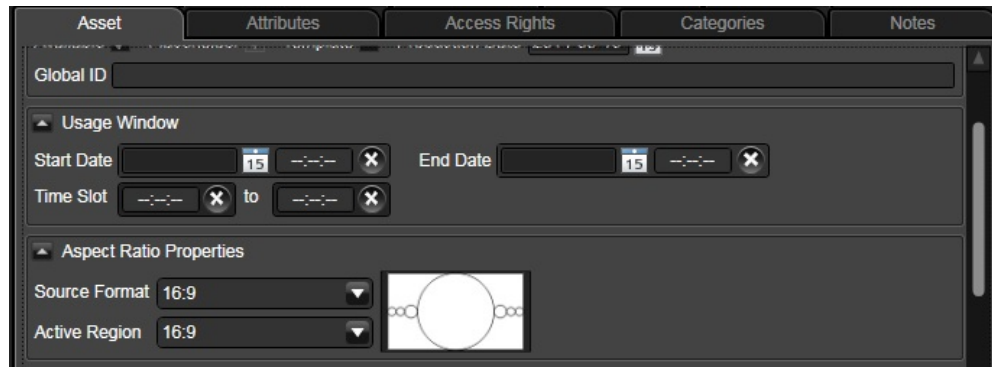 Asset Attributes Access Rights Categories Notes
Global ID
Usage Window
Start Date 15 --:--:-- End Date 15 --:--:--
Time Slot --:--:-- to --:--:--
Aspect Ratio Properties
Source Format 16:9
Active Region 16:9